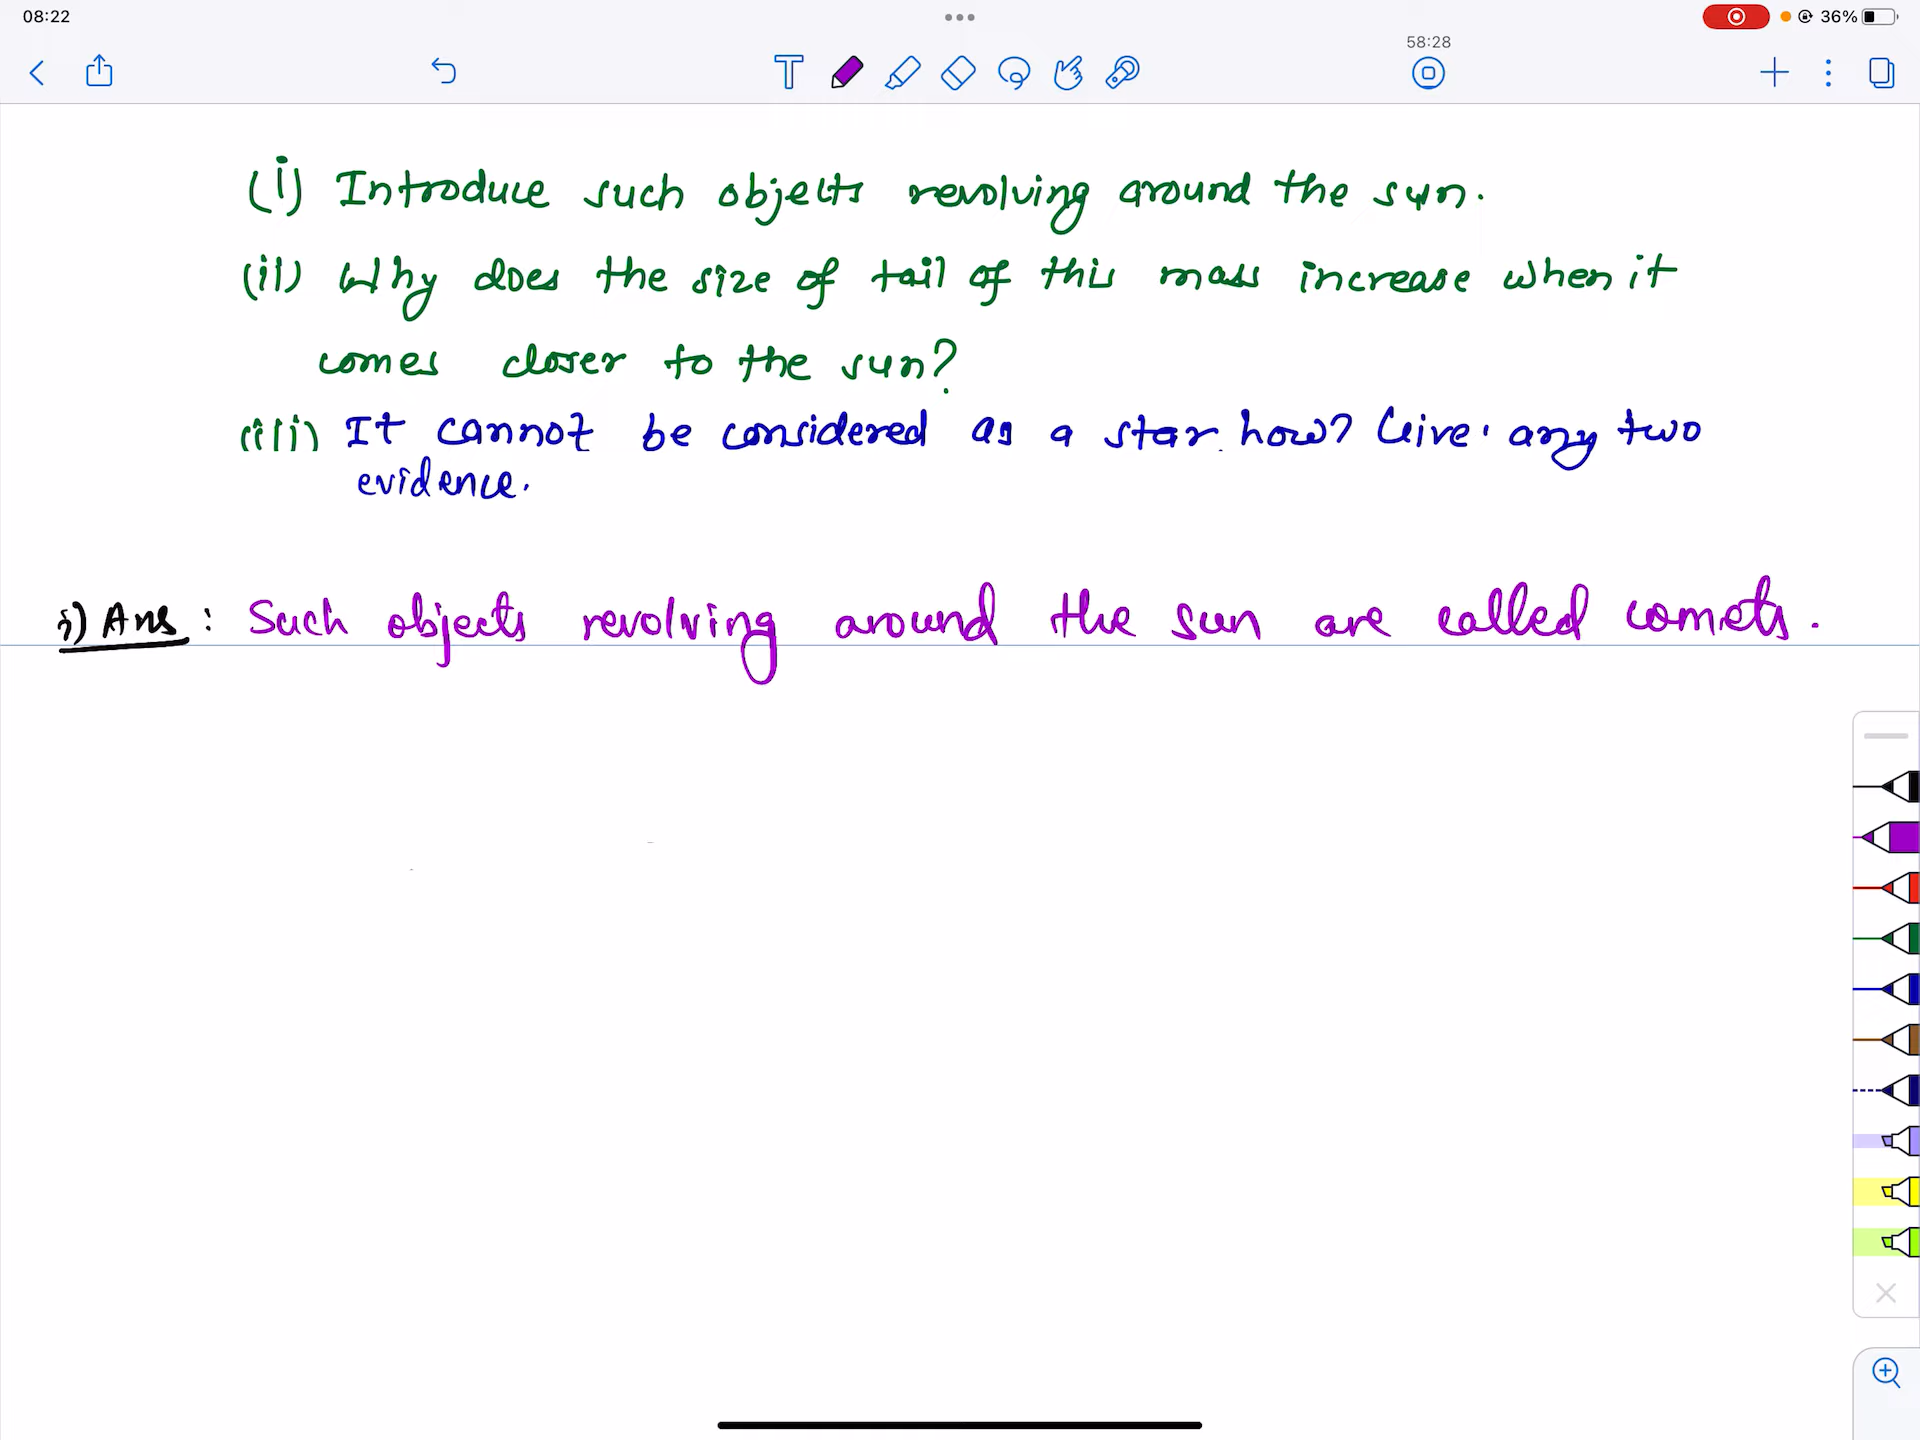 08:22
36%
58:28
(i) Introduce such objects revolving around the sun.
(ii) Why does the size of tail of this mass increase when it
comes closer to the sun?
(iii) It cannot be considered as a star. how? Give any two
evidence.
i) Ans : Such objects revolving around the sun are called comets.